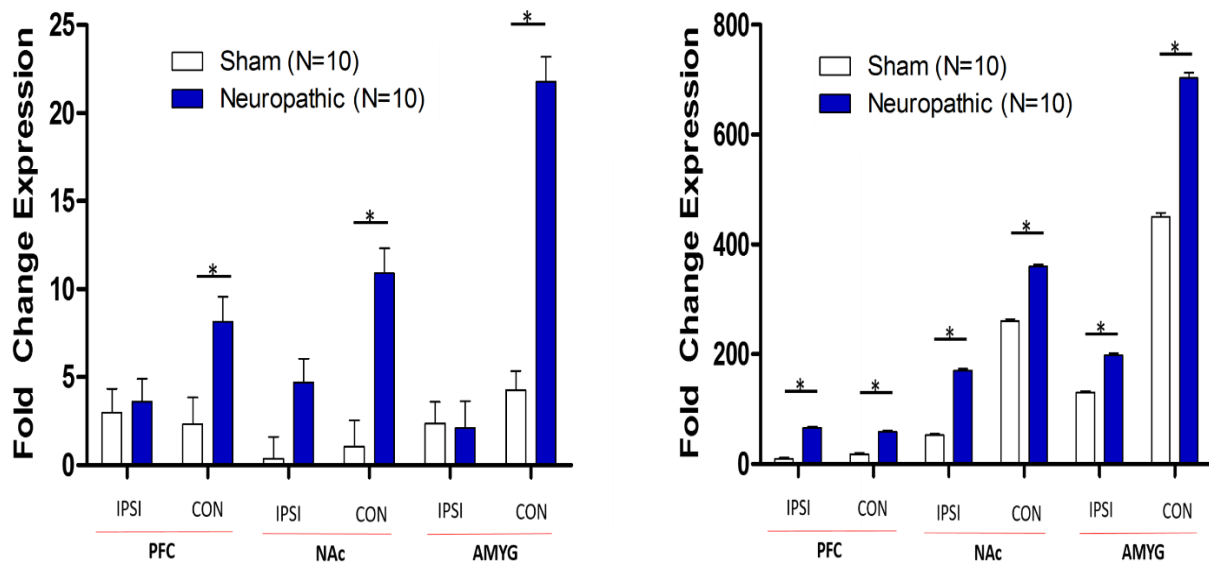 Fold Change Expression
25
20
15
10
5
0
Sham (N=10)
Neuropathic (N=10)
*
*
*
IPSI CON IPSI CON IPSI CON
PFC NAc AMYG
Fold Change Expression
800
600
400
200
0
Sham (N=10)
Neuropathic (N=10)
*
*
*
*
*
*
IPSI CON IPSI CON IPSI CON
PFC NAc AMYG